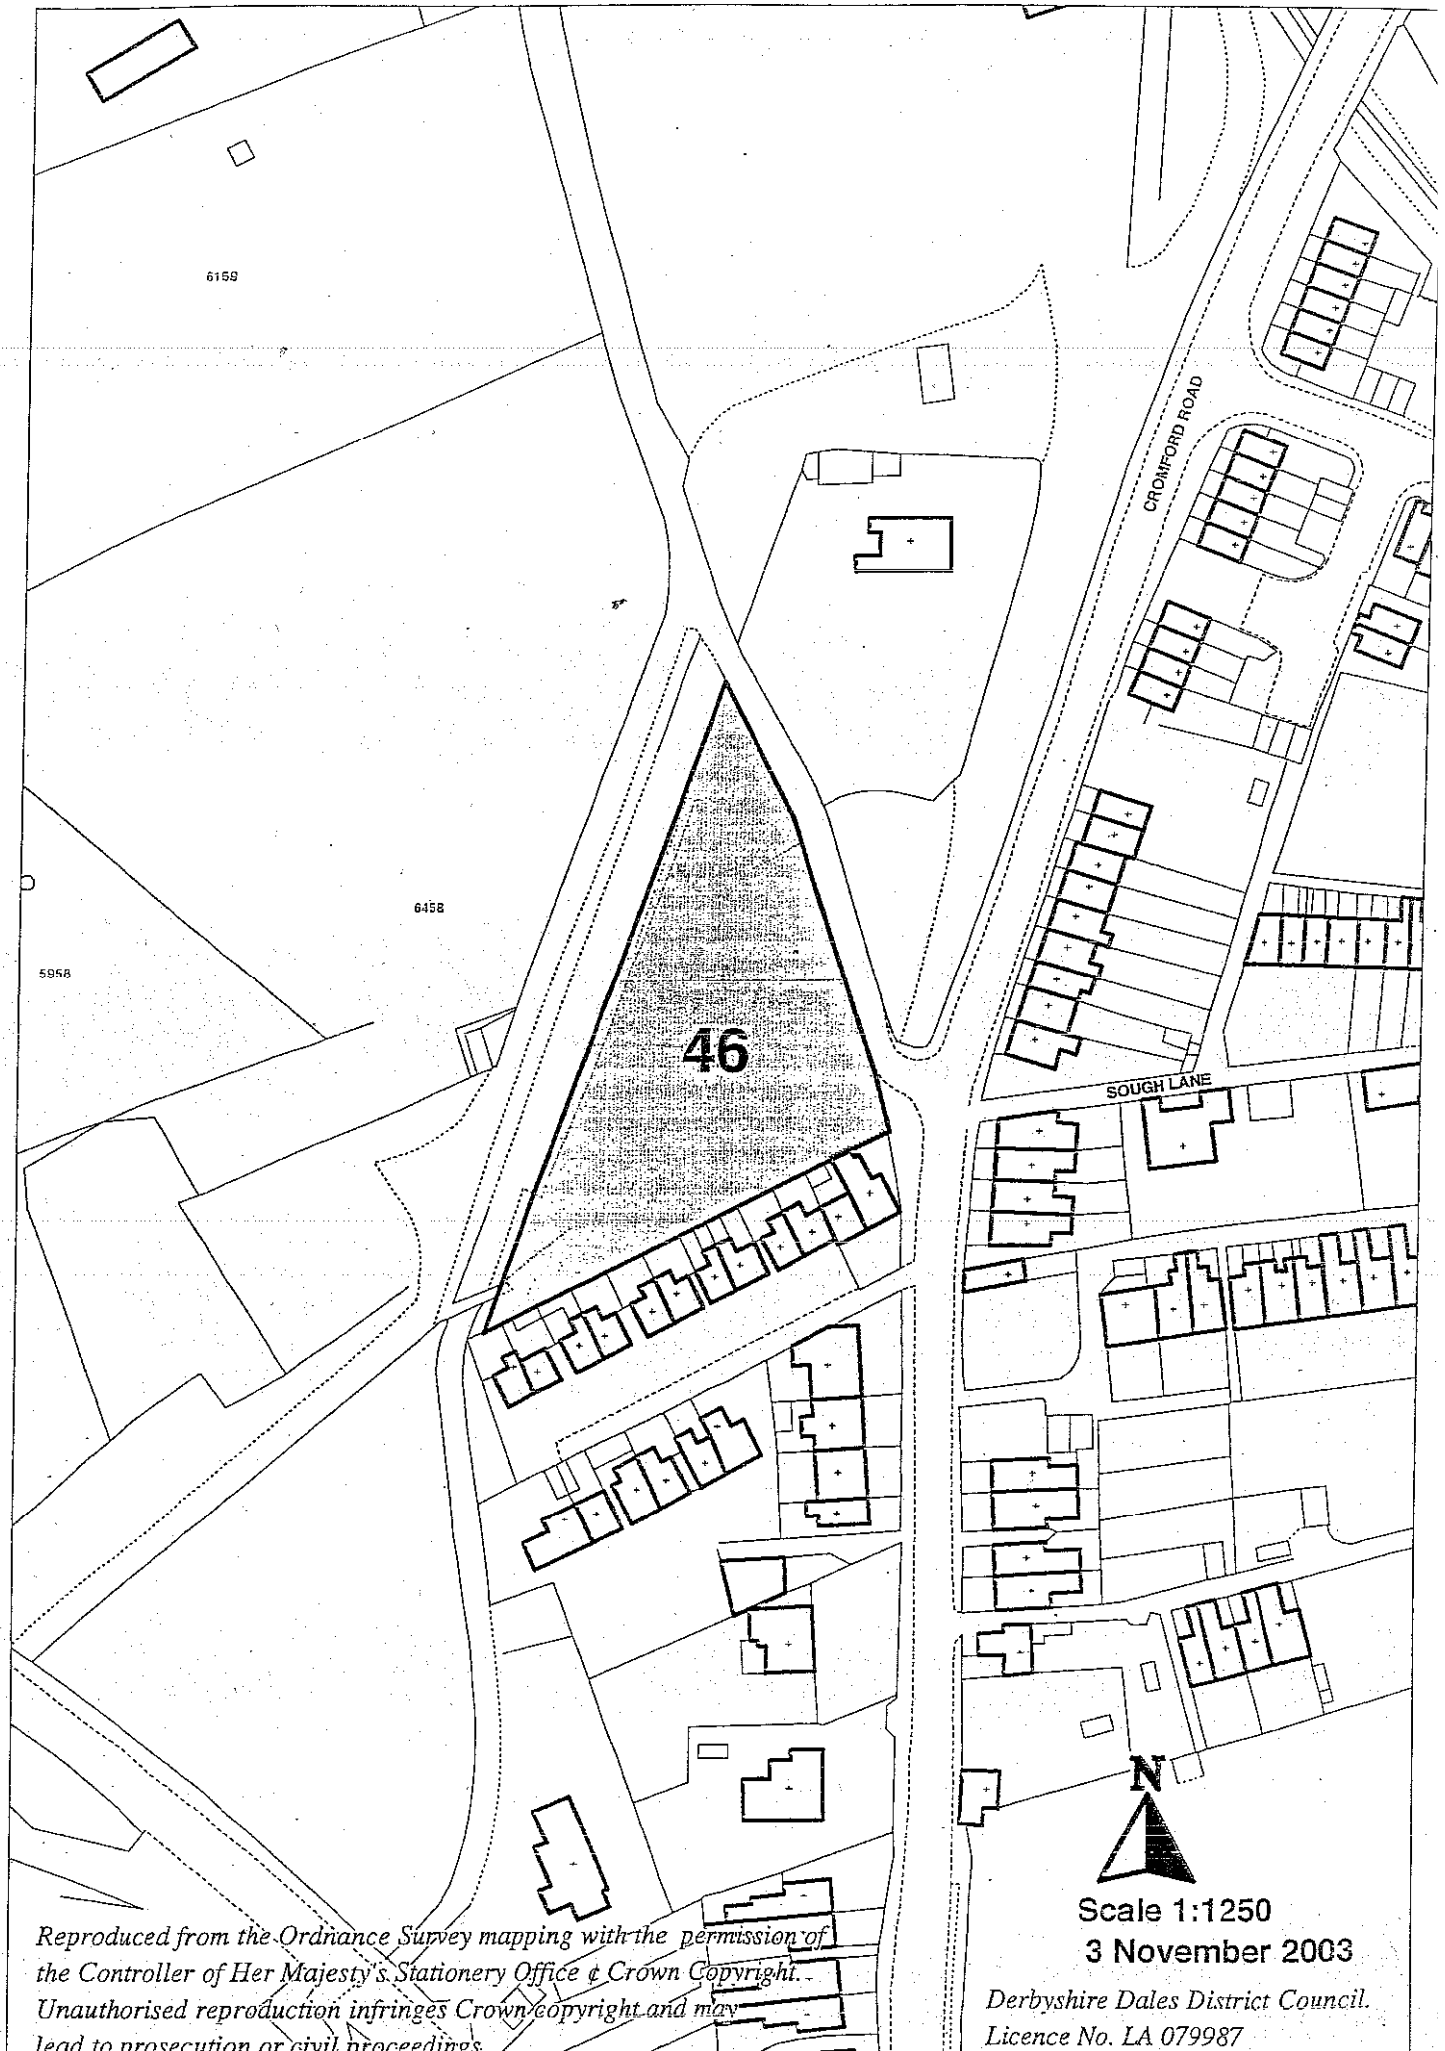 6159
CROMFORD ROAD
6458
5958
46
SOUGH LANE
N
Scale 1:1250
3 November 2003
Reproduced from the Ordnance Survey mapping with the permission of
the Controller of Her Majesty's Stationery Office ¢ Crown Copyright.
Unauthorised reproduction infringes Crown copyright and may
lead to prosecution or civil proceedings
Derbyshire Dales District Council.
Licence No. LA 079987